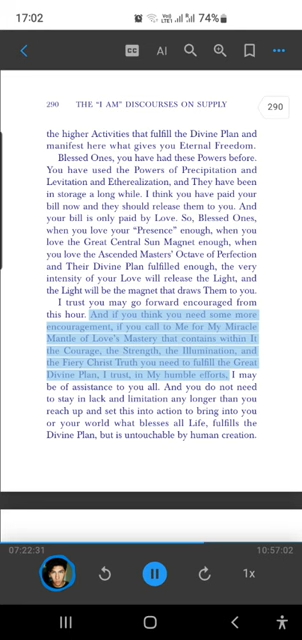 17:02
74%
CC
AI
290 THE “I AM” DISCOURSES ON SUPPLY
290
the higher Activities that fulfill the Divine Plan and
manifest here what gives you Eternal Freedom.
Blessed Ones, you have had these Powers before.
You have used the Powers of Precipitation and
Levitation and Etherealization, and They have been
in storage a long while. I think you have paid your
bill now and they should release them to you. And
your bill is only paid by Love. So, Blessed Ones,
when you love your “Presence” enough, when you
love the Great Central Sun Magnet enough, when
you love the Ascended Masters’ Octave of Perfection
and Their Divine Plan fulfilled enough, the very
intensity of your Love will release the Light, and
the Light will be the magnet that draws Them to you.
I trust you may go forward encouraged from
this hour. And if you think you need some more
encouragement, if you call to Me for My Miracle
Mantle of Love’s Mastery that contains within It
the Courage, the Strength, the Illumination, and
the Fiery Christ Truth you need to fulfill the Great
Divine Plan, I trust, in My humble efforts, I may
be of assistance to you all. And you do not need
to stay in lack and limitation any longer than you
reach up and set this into action to bring into you
or your world what blesses all Life, fulfills the
Divine Plan, but is untouchable by human creation.
07:22:31
10:57:02
1x